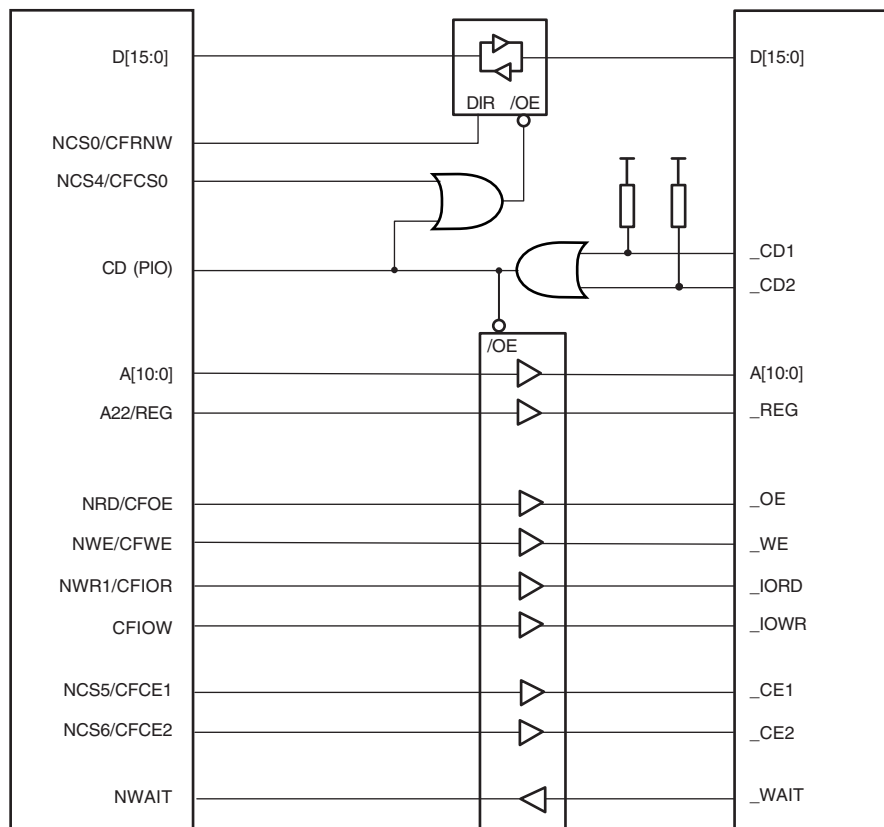 D[15:0] D[15:0]
DIR /OE
NCS0/CFRNW
NCS4/CFCS0
_CD1
CD (PIO)
_CD2
/OE
A[10:0] A[10:0]
A22/REG _REG
NRD/CFOE _OE
NWE/CFWE _WE
NWR1/CFIOR _IORD
CFIOW _IOWR
NCS5/CFCE1 _CE1
NCS6/CFCE2 _CE2
NWAIT _WAIT